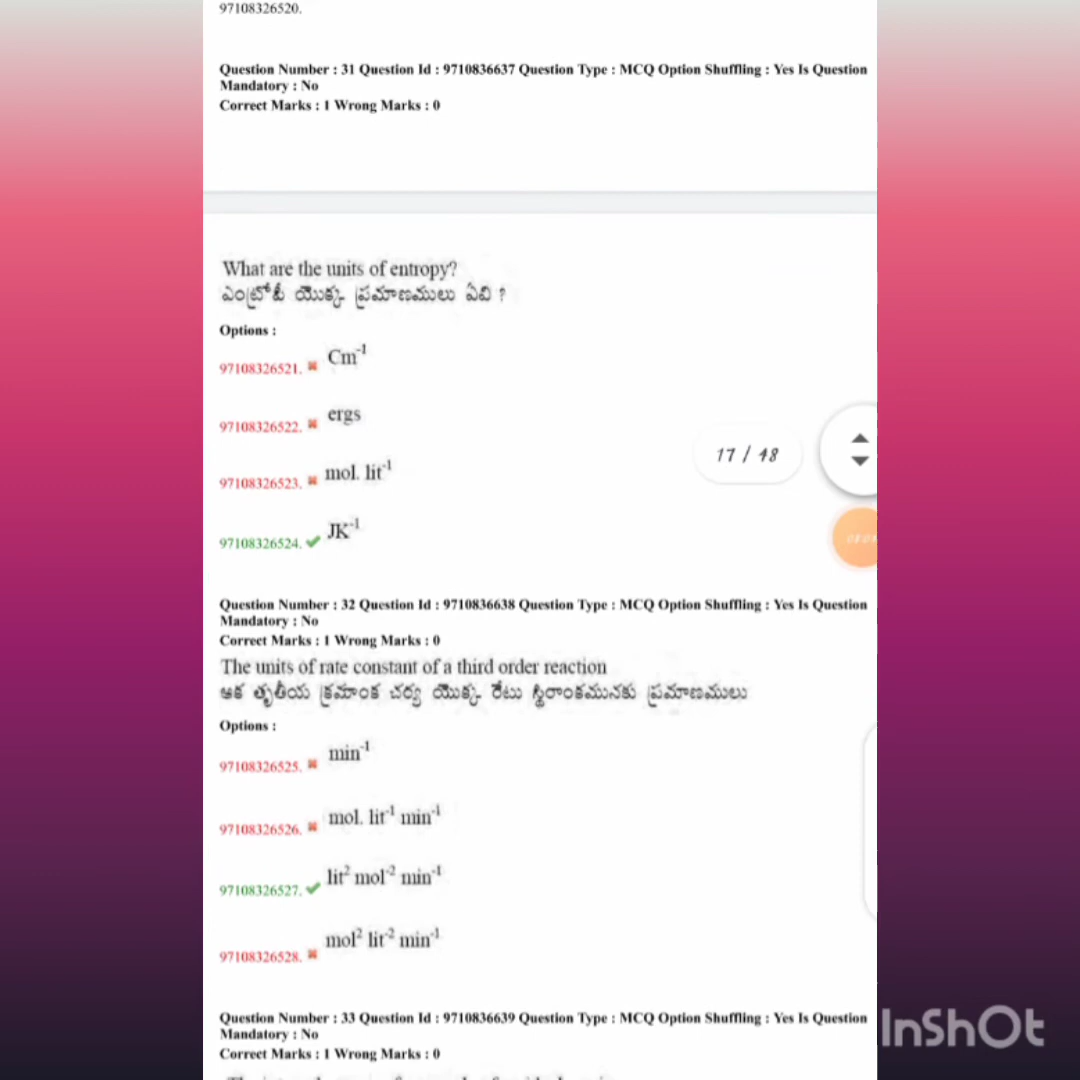 97108326520.
Question Number : 31 Question Id : 9710836637 Question Type : MCQ Option Shuffling : Yes Is Question
Mandatory : No
Correct Marks : 1 Wrong Marks : 0
What are the units of entropy?
ఎంట్రోపీ యొక్క ప్రమాణములు ఏవి ?
Options :
97108326521. ✖ Cm⁻¹
97108326522. ✖ ergs
97108326523. ✖ mol. lit⁻¹
17 / 48
97108326524. ✔ JK⁻¹
Question Number : 32 Question Id : 9710836638 Question Type : MCQ Option Shuffling : Yes Is Question
Mandatory : No
Correct Marks : 1 Wrong Marks : 0
The units of rate constant of a third order reaction
ఒక తృతీయ క్రమాంక చర్య యొక్క రేటు స్థిరాంకమునకు ప్రమాణములు
Options :
97108326525. ✖ min⁻¹
97108326526. ✖ mol. lit⁻¹ min⁻¹
97108326527. ✔ lit² mol⁻² min⁻¹
97108326528. ✖ mol² lit⁻² min⁻¹
Question Number : 33 Question Id : 9710836639 Question Type : MCQ Option Shuffling : Yes Is Question
Mandatory : No
Correct Marks : 1 Wrong Marks : 0
InShOt